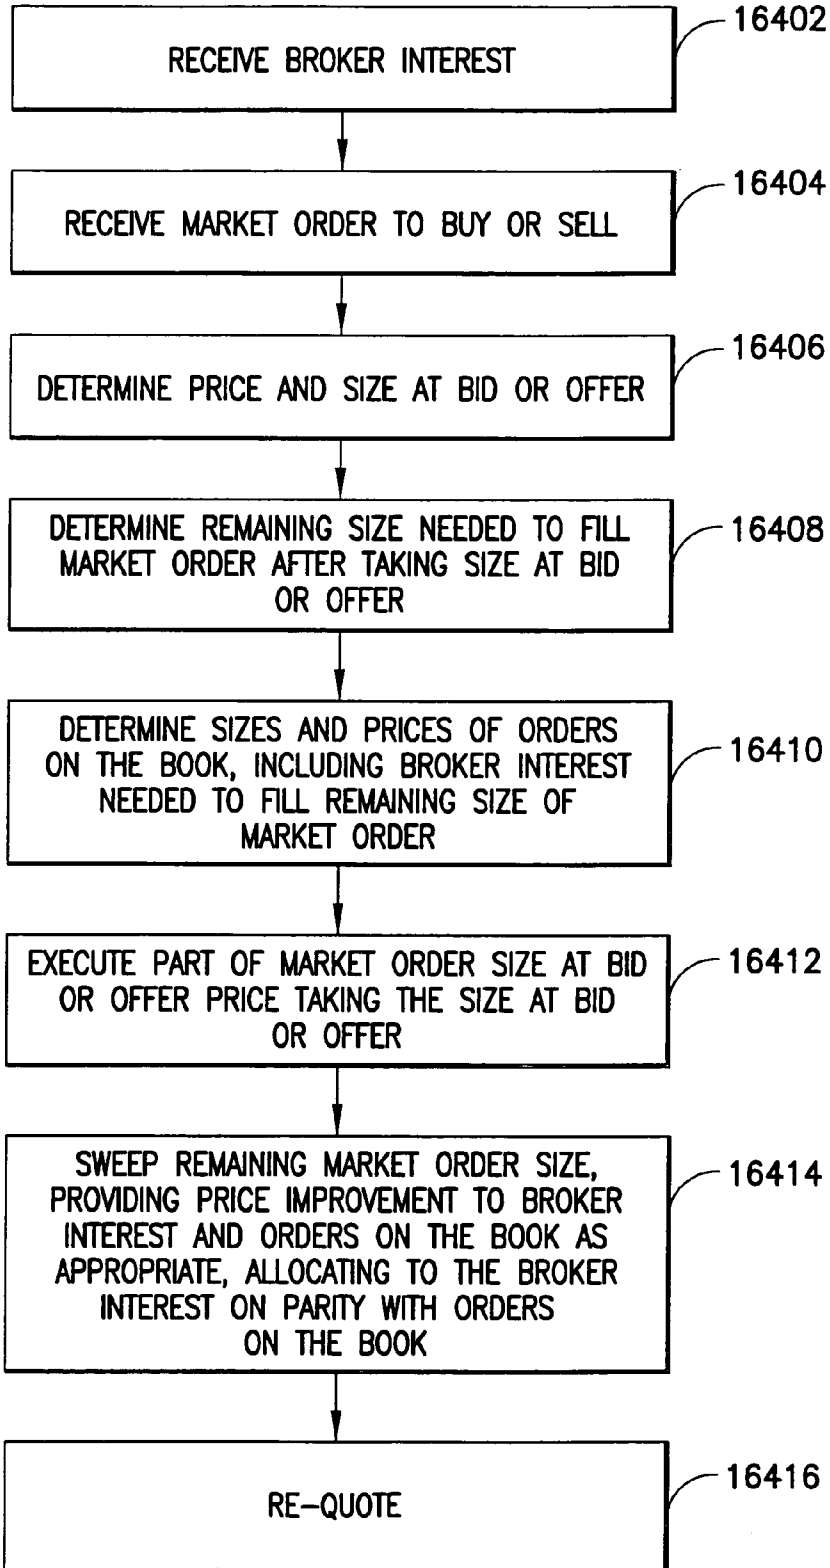 16402
RECEIVE BROKER INTEREST
16404
RECEIVE MARKET ORDER TO BUY OR SELL
16406
DETERMINE PRICE AND SIZE AT BID OR OFFER
16408
DETERMINE REMAINING SIZE NEEDED TO FILL
MARKET ORDER AFTER TAKING SIZE AT BID
OR OFFER
16410
DETERMINE SIZES AND PRICES OF ORDERS
ON THE BOOK, INCLUDING BROKER INTEREST
NEEDED TO FILL REMAINING SIZE OF
MARKET ORDER
16412
EXECUTE PART OF MARKET ORDER SIZE AT BID
OR OFFER PRICE TAKING THE SIZE AT BID
OR OFFER
16414
SWEEP REMAINING MARKET ORDER SIZE,
PROVIDING PRICE IMPROVEMENT TO BROKER
INTEREST AND ORDERS ON THE BOOK AS
APPROPRIATE, ALLOCATING TO THE BROKER
INTEREST ON PARITY WITH ORDERS
ON THE BOOK
16416
RE-QUOTE